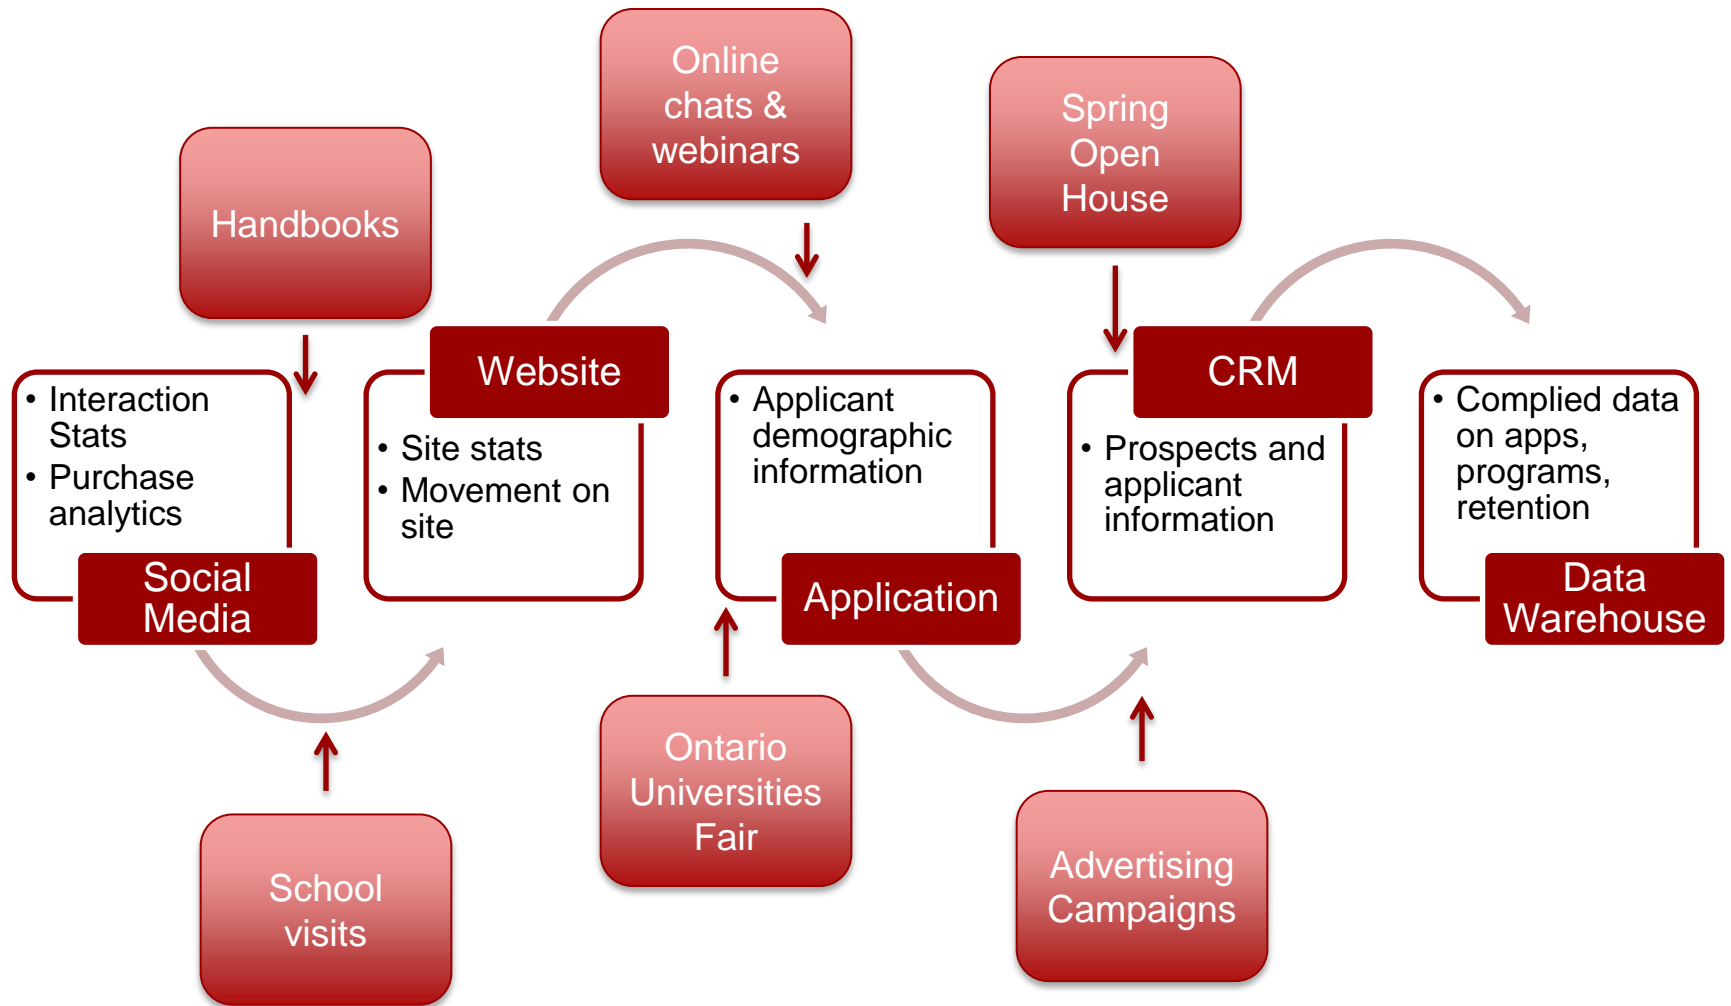 Online
chats &
webinars
Spring
Open
House
Handbooks
Website
CRM
• Interaction
Stats
• Purchase
analytics
Social
Media
• Site stats
• Movement on
site
• Applicant
demographic
information
Application
• Prospects and
applicant
information
• Complied data
on apps,
programs,
retention
Data
Warehouse
School
visits
Ontario
Universities
Fair
Advertising
Campaigns